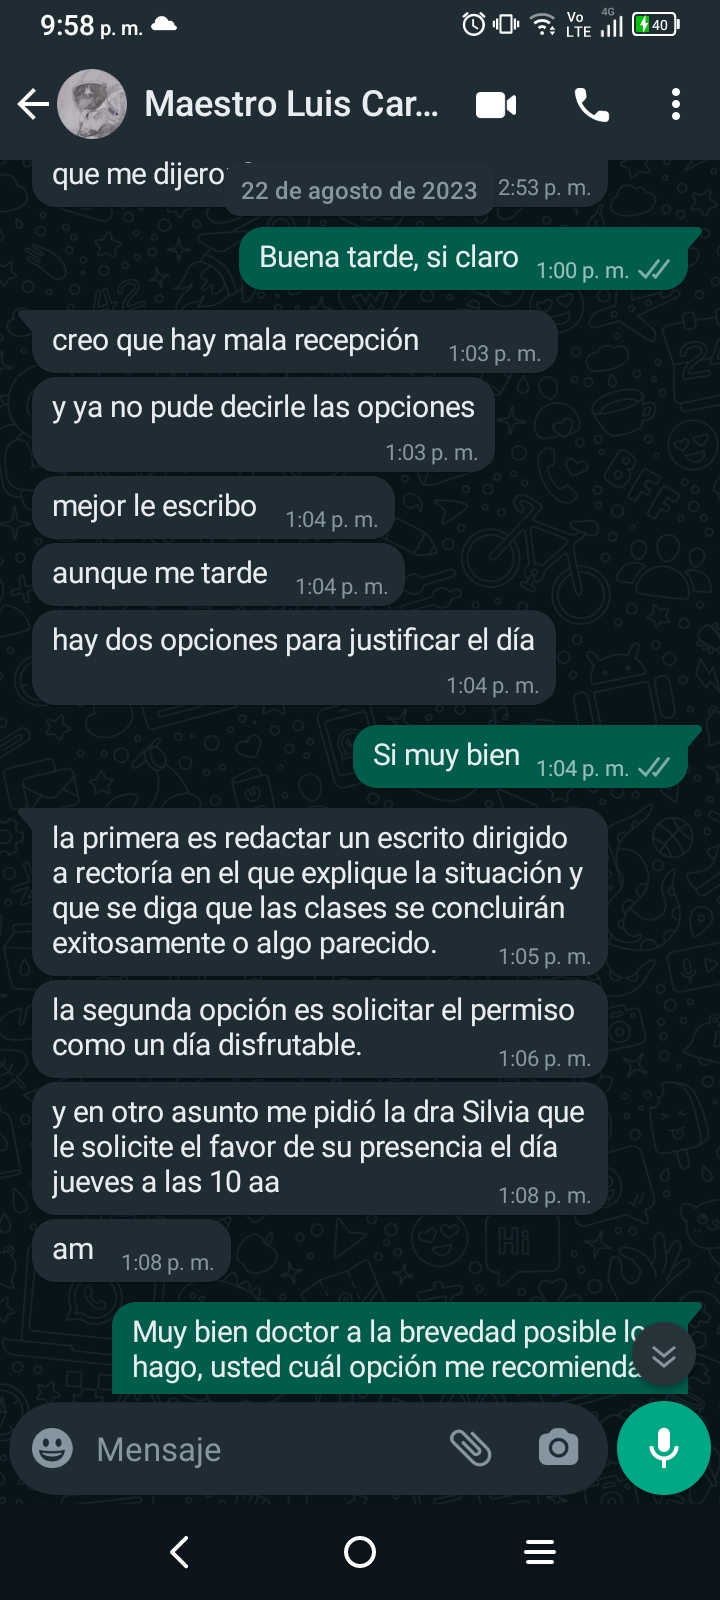 9:58 p. m.
Vo
LTE
4G
40
Maestro Luis Car...
que me dijero
2:53 p. m.
22 de agosto de 2023
Buena tarde, si claro
1:00 p. m.
creo que hay mala recepción
1:03 p. m.
y ya no pude decirle las opciones
1:03 p. m.
mejor le escribo
1:04 p. m.
aunque me tarde
1:04 p. m.
hay dos opciones para justificar el día
1:04 p. m.
Si muy bien
1:04 p. m.
la primera es redactar un escrito dirigido
a rectoría en el que explique la situación y
que se diga que las clases se concluirán
exitosamente o algo parecido.
1:05 p. m.
la segunda opción es solicitar el permiso
como un día disfrutable.
1:06 p. m.
y en otro asunto me pidió la dra Silvia que
le solicite el favor de su presencia el día
jueves a las 10 aa
1:08 p. m.
am
1:08 p. m.
Muy bien doctor a la brevedad posible lo
hago, usted cuál opción me recomienda
Mensaje